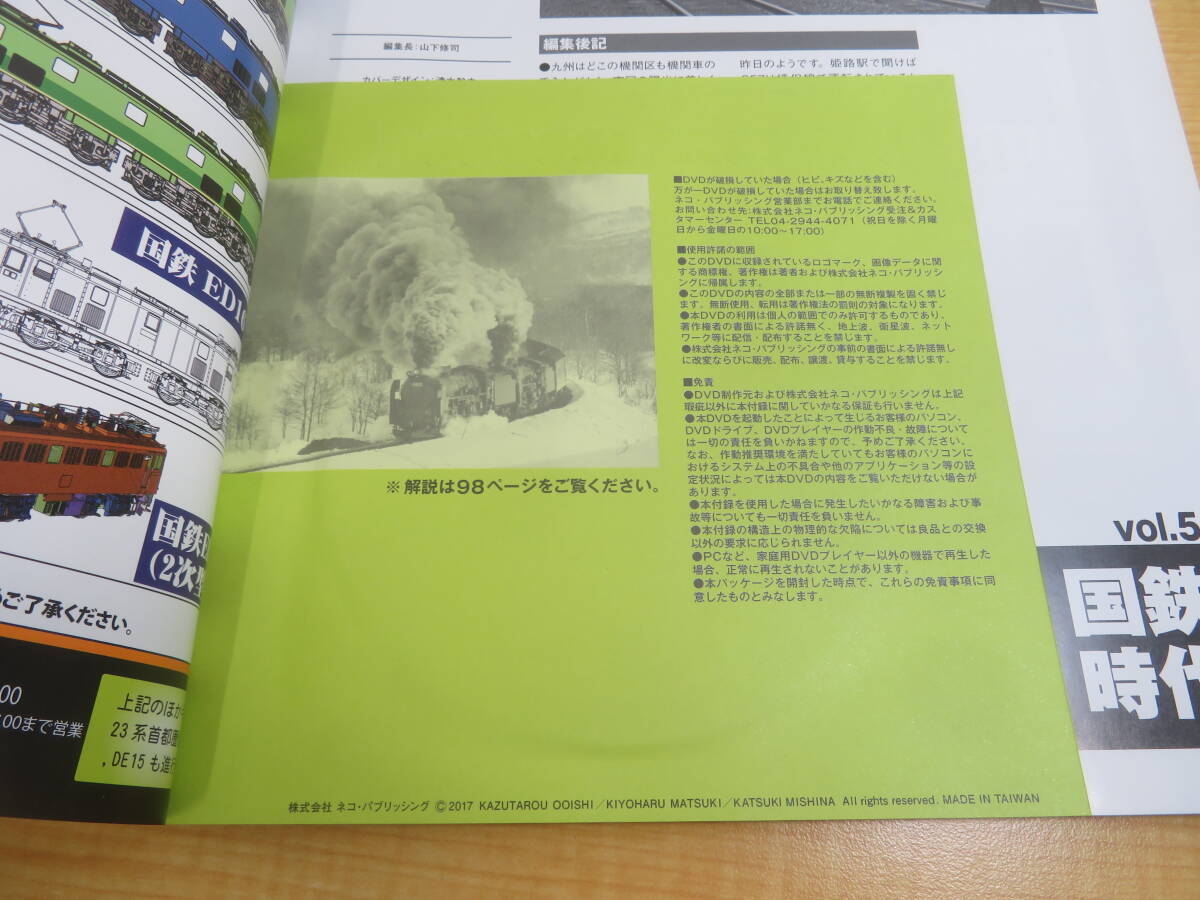 編集長：山下修司
編集後記
●九州はどこの機関区も機関車の
昨日のようです。姫路駅で聞けば
国鉄 ED1
国鉄
(2次型
ご了承ください。
00
:00まで営業
上記のほか
23系首都圏
, DE15も進行
■DVDが破損していた場合（ヒビ、キズなどを含む）
万が一DVDが破損していた場合はお取り替え致します。
ネコ・パブリッシング営業部までお電話でご連絡ください。
お問い合わせ先：株式会社ネコ・パブリッシング受注&カス
タマーセンター TEL04-2944-4071（祝日を除く月曜
日から金曜日の10:00～17:00）
■使用許諾の範囲
●このDVDに収録されているロゴマーク、画像データに関
する商標権、著作権は著者および株式会社ネコ・パブリッシ
ングに帰属します。
●このDVDの内容の全部または一部の無断複製を固く禁じ
ます。無断使用、転用は著作権法の罰則の対象になります。
●本DVDの利用は個人の範囲でのみ許可するものであり、
著作権者の書面による許諾無く、地上波、衛星波、ネット
ワーク等に配信・配布することを禁じます。
●株式会社ネコ・パブリッシングの事前の書面による許諾無し
に改変ならびに販売、配布、譲渡、貸与することを禁じます。
■免責
●DVD制作元および株式会社ネコ・パブリッシングは上記
瑕疵以外に本付録に関していかなる保証も行いません。
●本DVDを起動したことによって生じるお客様のパソコン、
DVDドライブ、DVDプレイヤーの作動不良・故障について
は一切の責任を負いかねますので、予めご了承ください。
なお、作動推奨環境を満たしていてもお客様のパソコンに
おけるシステム上の不具合や他のアプリケーション等の設
定状況によっては本DVDの内容をご覧いただけない場合が
あります。
●本付録を使用した場合に発生したいかなる障害および事
故等についても一切責任を負いません。
●本付録の構造上の物理的な欠陥については良品との交換
以外の要求に応じられません。
●PCなど、家庭用DVDプレイヤー以外の機器で再生した
場合、正常に再生されないことがあります。
●本パッケージを開封した時点で、これらの免責事項に同
意したものとみなします。
※ 解説は98ページをご覧ください。
株式会社 ネコ・パブリッシング ©2017 KAZUTAROU OOISHI／KIYOHARU MATSUKI／KATSUKI MISHINA All rights reserved. MADE IN TAIWAN
vol.5
国鉄
時代